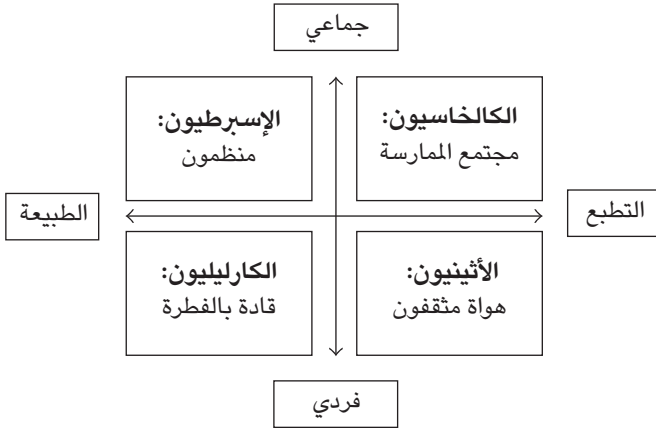 جماعي
الكالخاسيون:
مجتمع الممارسة
الإسبرطيون:
منظمون
التطبع
الطبيعة
الأثينيون:
هواة مثقفون
الكارليليون:
قادة بالفطرة
فردي